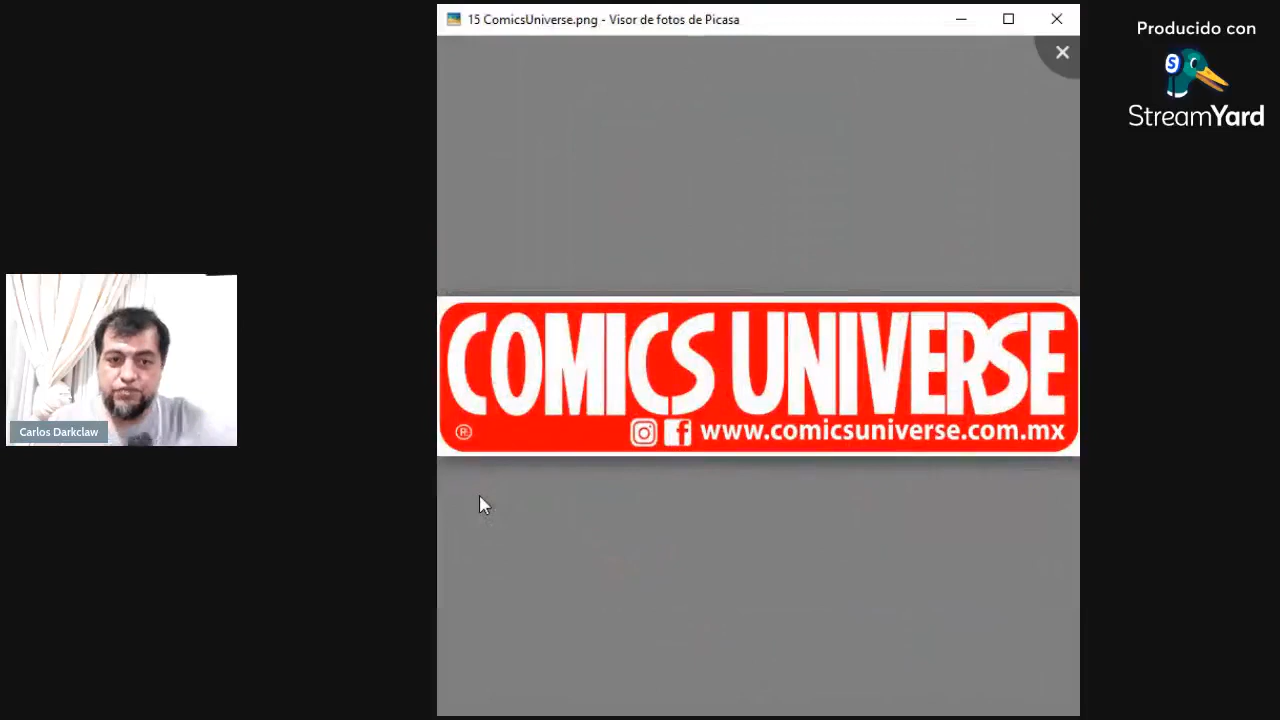 15 ComicsUniverse.png - Visor de fotos de Picasa
Producido con
S
StreamYard
COMICS UNIVERSE
® f www.comicsuniverse.com.mx
Carlos Darkclaw